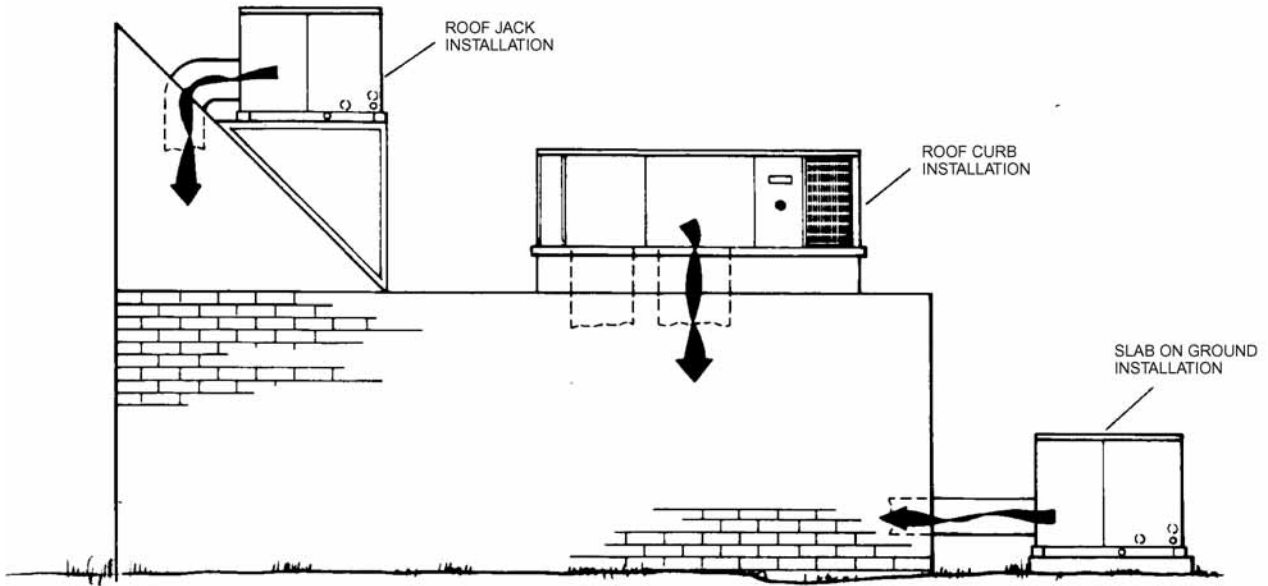 ROOF JACK
INSTALLATION
ROOF CURB
INSTALLATION
SLAB ON GROUND
INSTALLATION